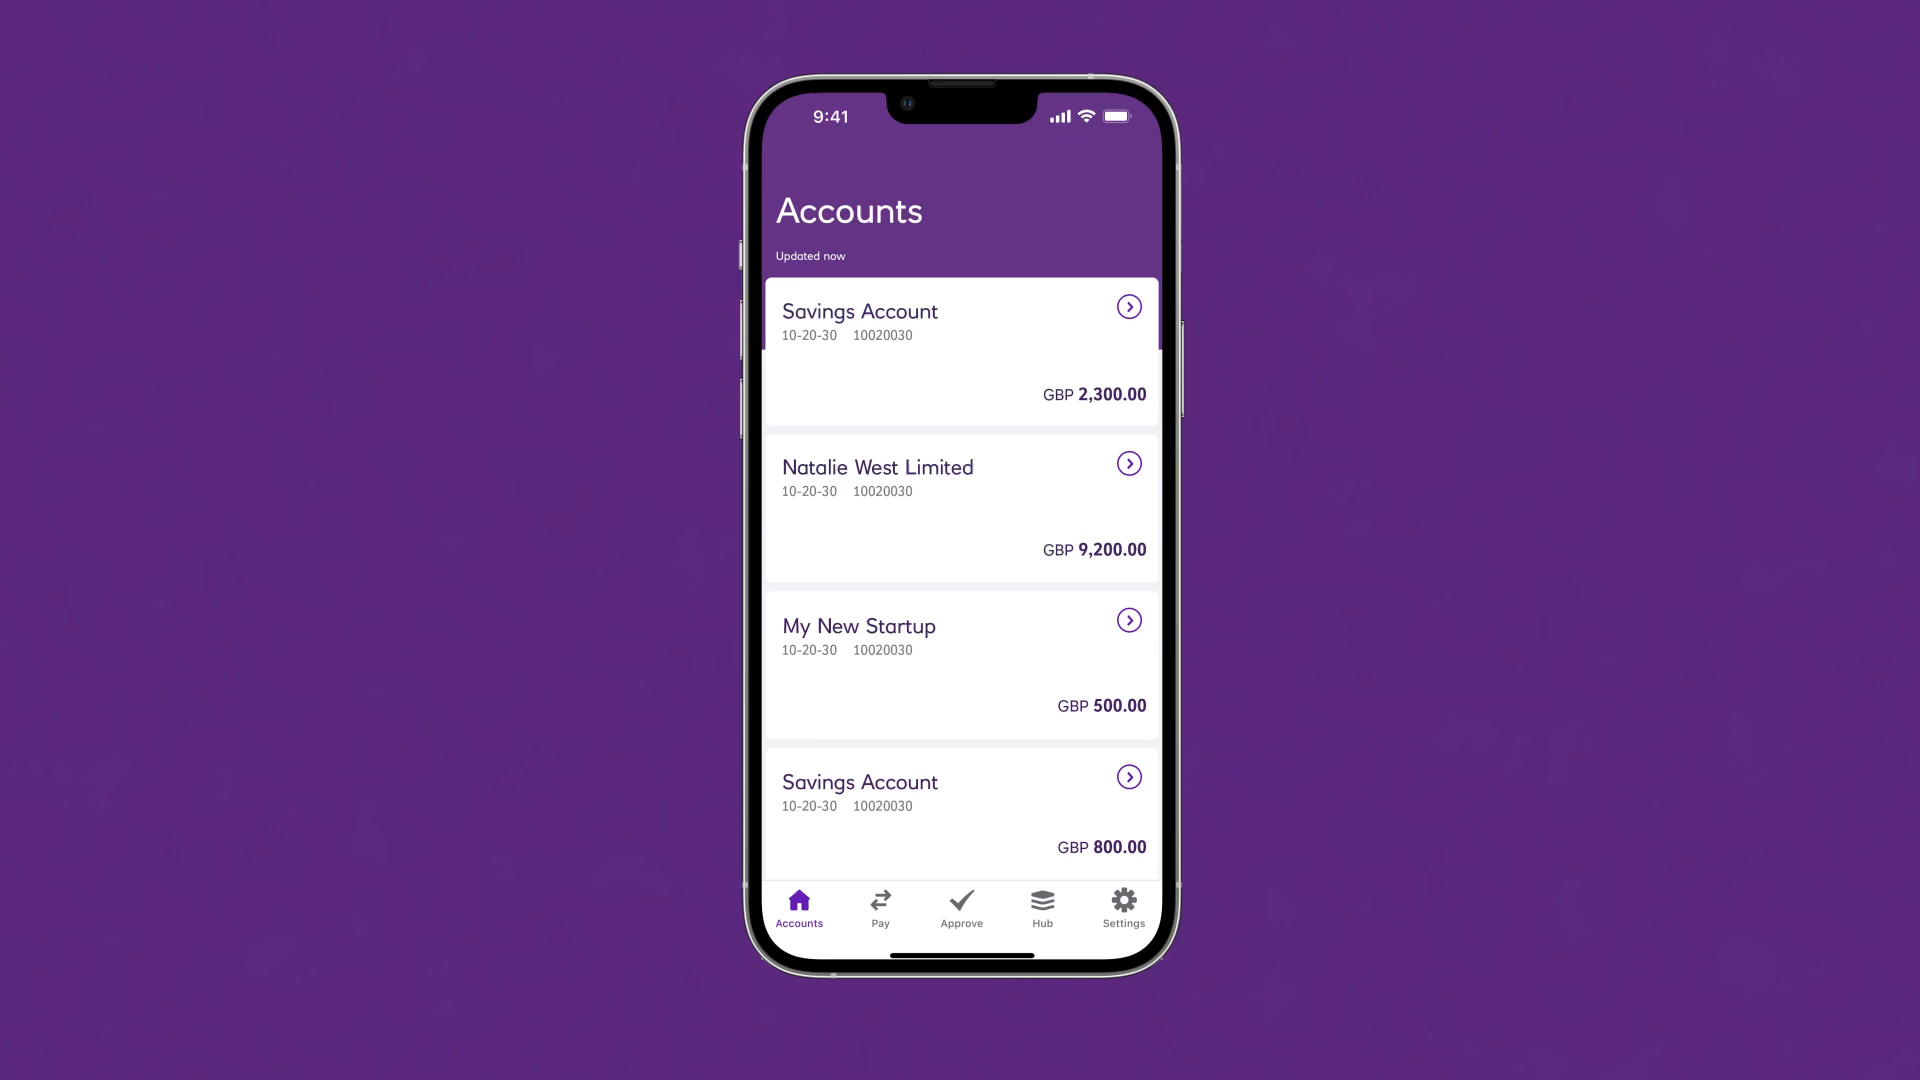 9:41
Accounts
Updated now
Savings Account
10-20-30 10020030
GBP 2,300.00
Natalie West Limited
10-20-30 10020030
GBP 9,200.00
My New Startup
10-20-30 10020030
GBP 500.00
Savings Account
10-20-30 10020030
GBP 800.00
Accounts Pay Approve Hub Settings